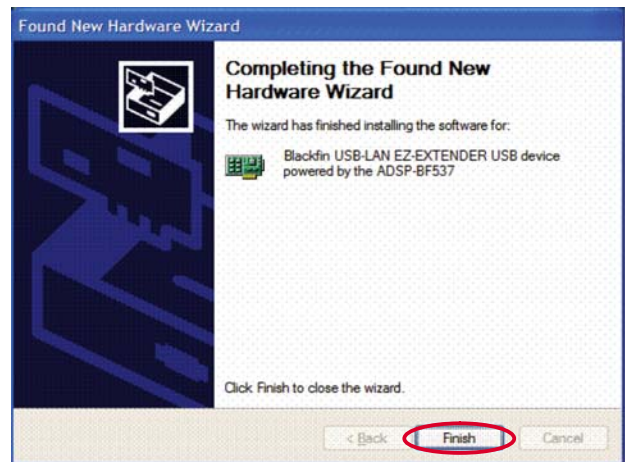 Found New Hardware Wizard
Completing the Found New
Hardware Wizard
The wizard has finished installing the software for:
Blackfin USB-LAN EZ-EXTENDER USB device
powered by the ADSP-BF537
Click Finish to close the wizard.
< Back Finish Cancel